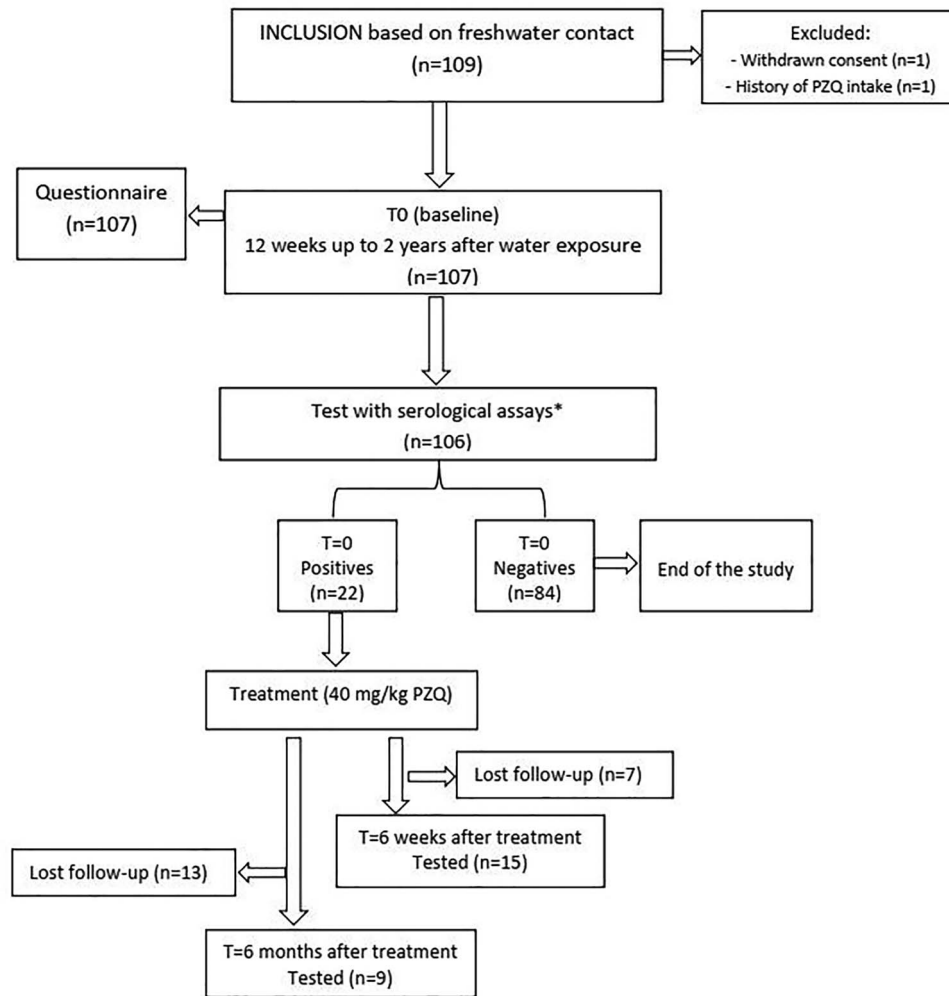 INCLUSION based on freshwater contact
(n=109)
Excluded:
- Withdrawn consent (n=1)
- History of PZQ intake (n=1)
Questionnaire
(n=107)
T0 (baseline)
12 weeks up to 2 years after water exposure
(n=107)
Test with serological assays*
(n=106)
T=0
Positives
(n=22)
T=0
Negatives
(n=84)
End of the study
Treatment (40 mg/kg PZQ)
Lost follow-up (n=7)
T=6 weeks after treatment
Tested (n=15)
Lost follow-up (n=13)
T=6 months after treatment
Tested (n=9)